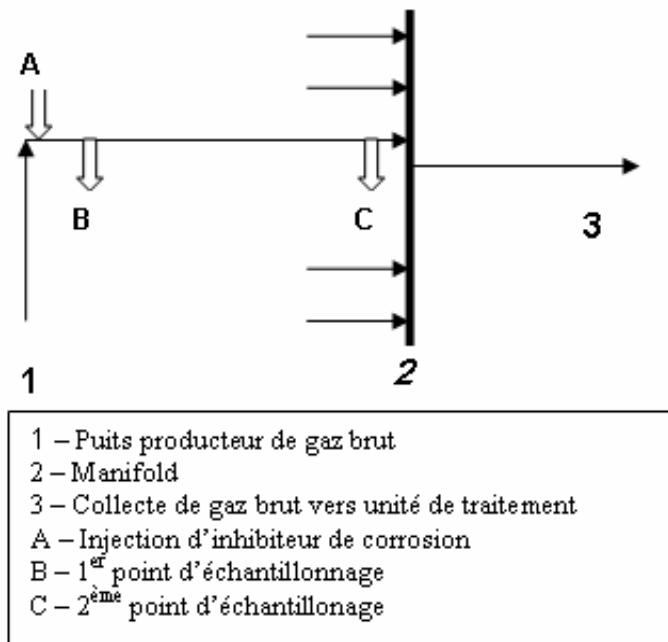 A
B
C
3
1
2
1 – Puits producteur de gaz brut
2 – Manifold
3 – Collecte de gaz brut vers unité de traitement
A – Injection d'inhibiteur de corrosion
B – 1er point d'échantillonnage
C – 2ème point d'échantillonage